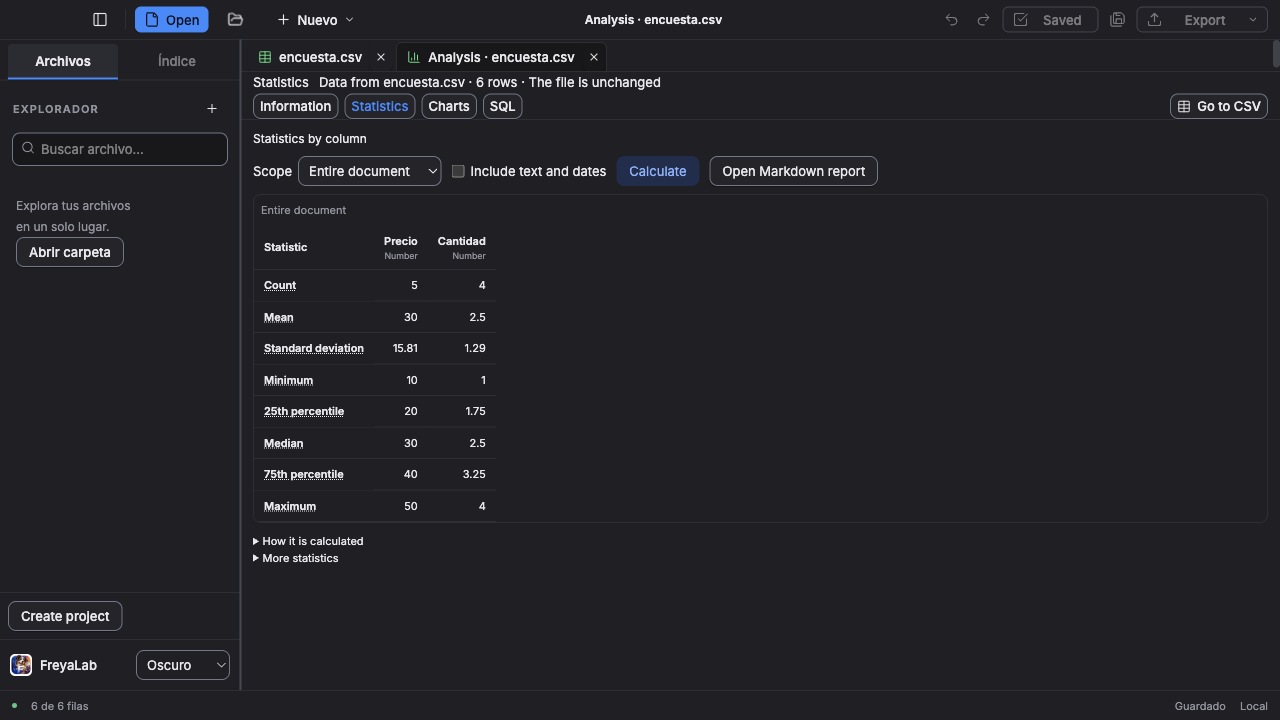 Open
Nuevo
Analysis · encuesta.csv
Saved
Export
Archivos
Índice
EXPLORADOR
Buscar archivo...
Explora tus archivos
en un solo lugar.
Abrir carpeta
Create project
FreyaLab
Oscuro
encuesta.csv
Analysis · encuesta.csv
Statistics Data from encuesta.csv · 6 rows · The file is unchanged
Information Statistics Charts SQL Go to CSV
Statistics by column
Scope Entire document Include text and dates Calculate Open Markdown report
Entire document
Statistic Precio Cantidad
Number Number
Count 5 4
Mean 30 2.5
Standard deviation 15.81 1.29
Minimum 10 1
25th percentile 20 1.75
Median 30 2.5
75th percentile 40 3.25
Maximum 50 4
How it is calculated
More statistics
6 de 6 filas
Guardado Local